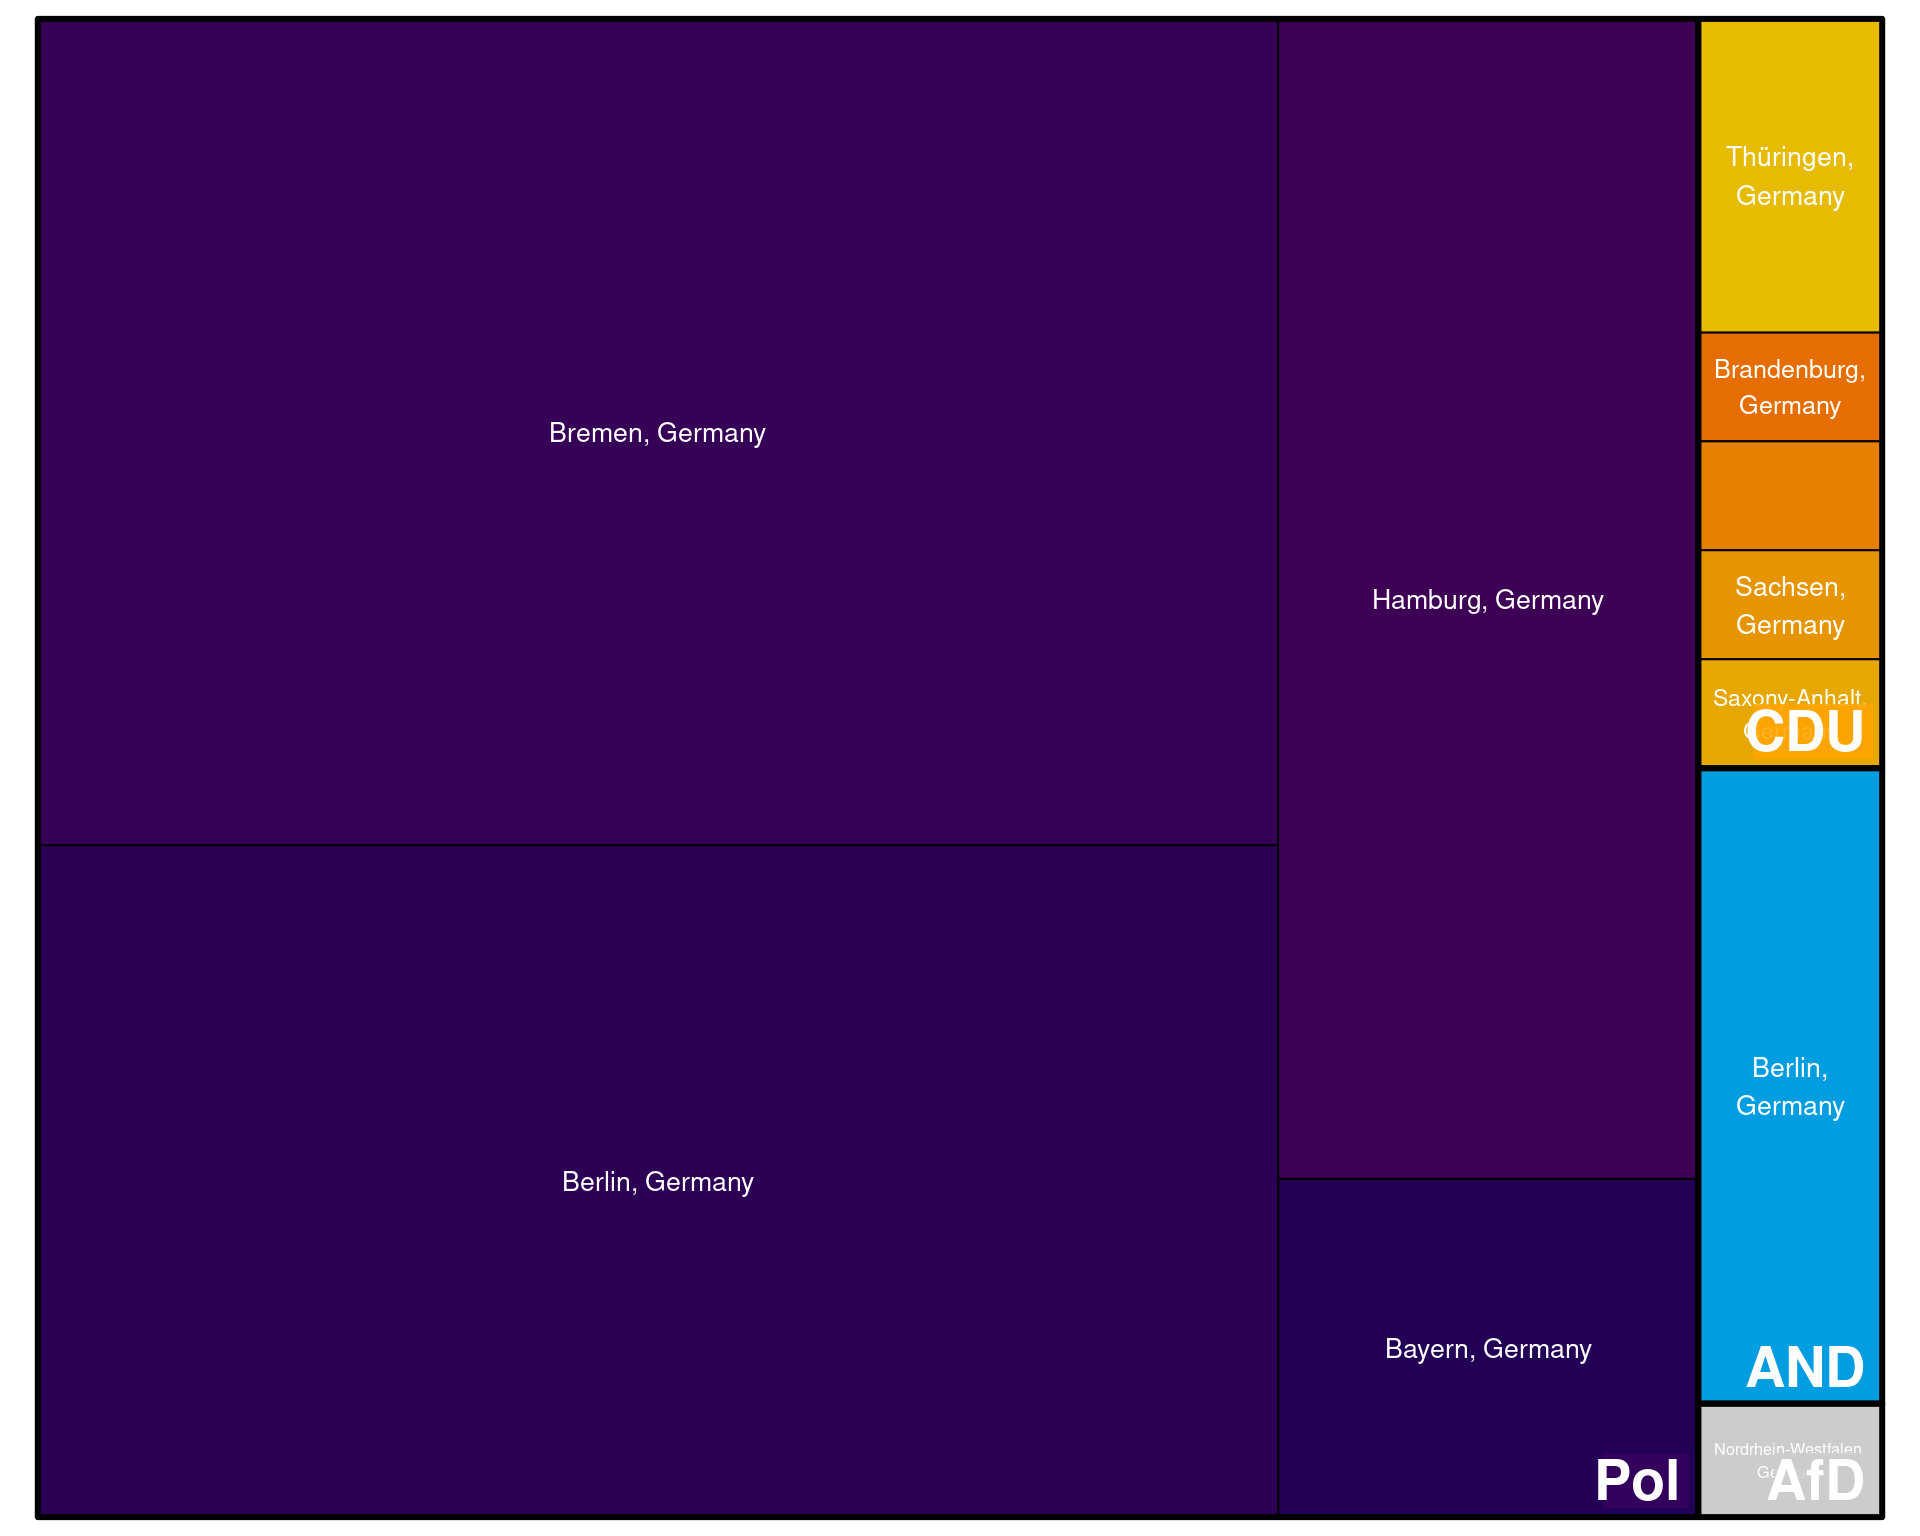 Bremen, Germany
Berlin, Germany
Hamburg, Germany
Bayern, Germany
Pol
Thüringen,
Germany
Brandenburg,
Germany
Sachsen,
Germany
Saxony-Anhalt,
CDU
Berlin,
Germany
AND
Nordrhein-Westfalen
AfD